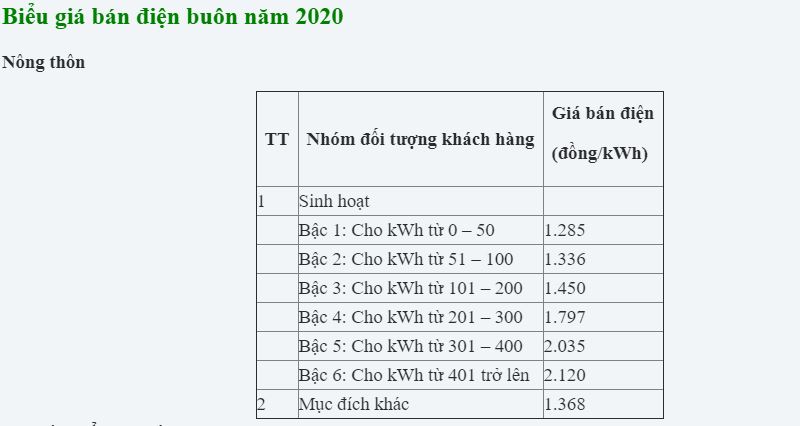 Biểu giá bán điện buôn năm 2020
Nông thôn
TT Nhóm đối tượng khách hàng Giá bán điện
(đồng/kWh)
1 Sinh hoạt
Bậc 1: Cho kWh từ 0 – 50 1.285
Bậc 2: Cho kWh từ 51 – 100 1.336
Bậc 3: Cho kWh từ 101 – 200 1.450
Bậc 4: Cho kWh từ 201 – 300 1.797
Bậc 5: Cho kWh từ 301 – 400 2.035
Bậc 6: Cho kWh từ 401 trở lên 2.120
2 Mục đích khác 1.368